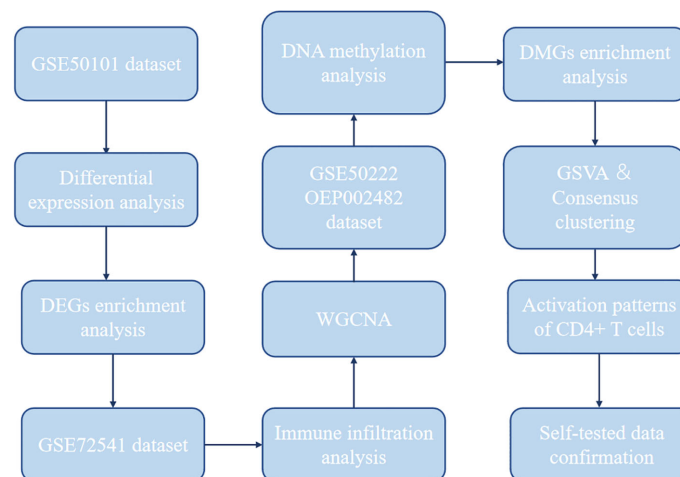 GSE50101 dataset
Differential
expression analysis
DEGs enrichment
analysis
GSE72541 dataset
Immune infiltration
analysis
WGCNA
GSE50222
OEP002482
dataset
DNA methylation
analysis
DMGs enrichment
analysis
GSVA &
Consensus
clustering
Activation patterns
of CD4+ T cells
Self-tested data
confirmation